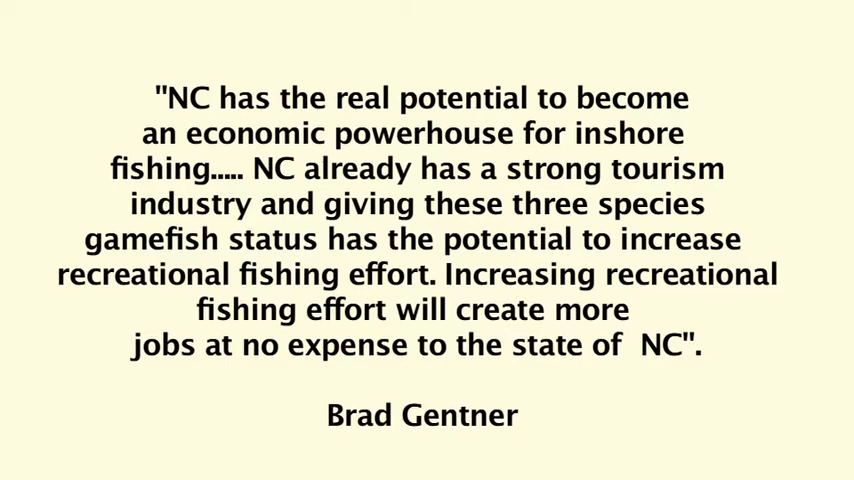 "NC has the real potential to become
an economic powerhouse for inshore
fishing..... NC already has a strong tourism
industry and giving these three species
gamefish status has the potential to increase
recreational fishing effort. Increasing recreational
fishing effort will create more
jobs at no expense to the state of  NC".
Brad Gentner